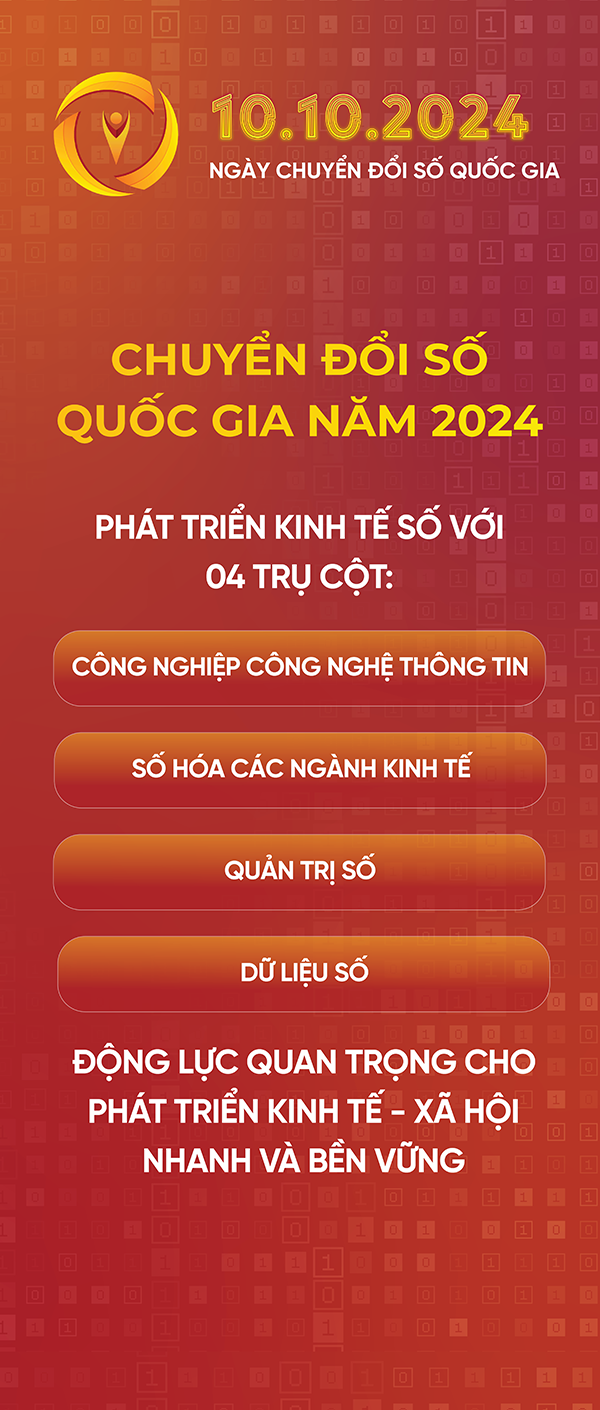 10.10.2024
NGÀY CHUYỂN ĐỔI SỐ QUỐC GIA
CHUYỂN ĐỔI SỐ
QUỐC GIA NĂM 2024
PHÁT TRIỂN KINH TẾ SỐ VỚI
04 TRỤ CỘT:
CÔNG NGHIỆP CÔNG NGHỆ THÔNG TIN
SỐ HÓA CÁC NGÀNH KINH TẾ
QUẢN TRỊ SỐ
DỮ LIỆU SỐ
ĐỘNG LỰC QUAN TRỌNG CHO
PHÁT TRIỂN KINH TẾ - XÃ HỘI
NHANH VÀ BỀN VỮNG